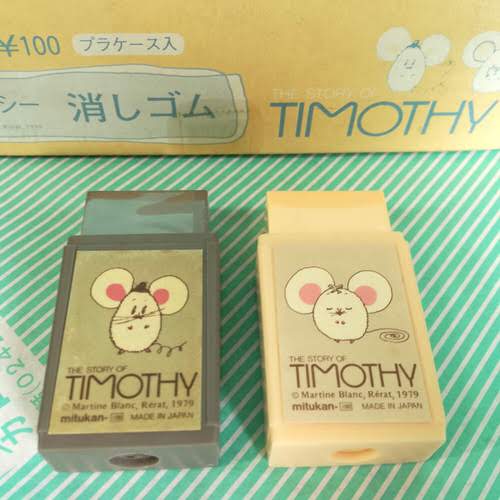 ¥100 プラケース入
シー 消しゴム
THE STORY OF
TIMOTHY
THE STORY OF
TIMOTHY
© Martine Blanc, Rérat, 1979
mitukan-
MADE IN JAPAN
THE STORY OF
TIMOTHY
© Martine Blanc, Rérat, 1979
mitukan-
MADE IN JAPAN
(024